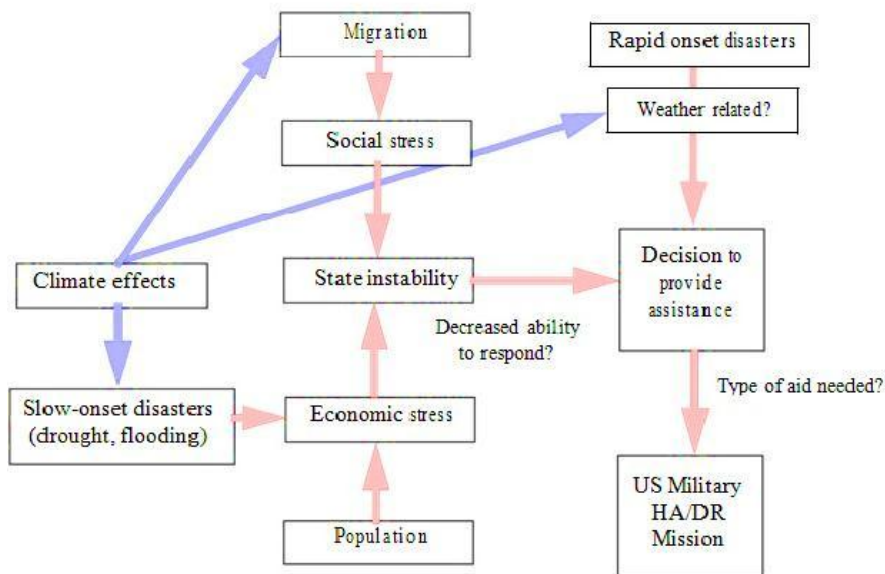 Migration
Rapid onset disasters
Weather related?
Social stress
Climate effects
State instability
Decision to
provide
assistance
Decreased ability
to respond?
Type of aid needed?
Slow-onset disasters
(drought, flooding)
Economic stress
US Military
HA/DR
Mission
Population